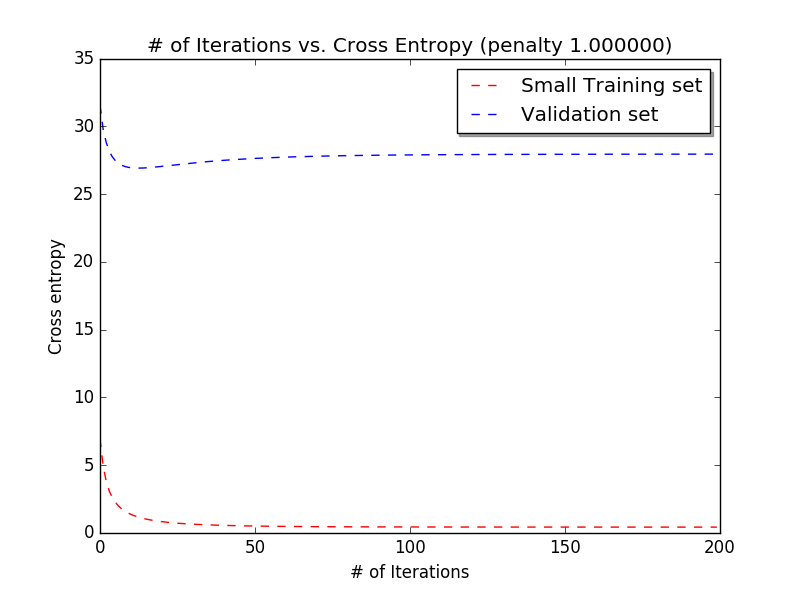 # of Iterations vs. Cross Entropy (penalty 1.000000)
Small Training set
Validation set
35
30
25
20
15
10
5
0
Cross entropy
0 50 100 150 200
# of Iterations